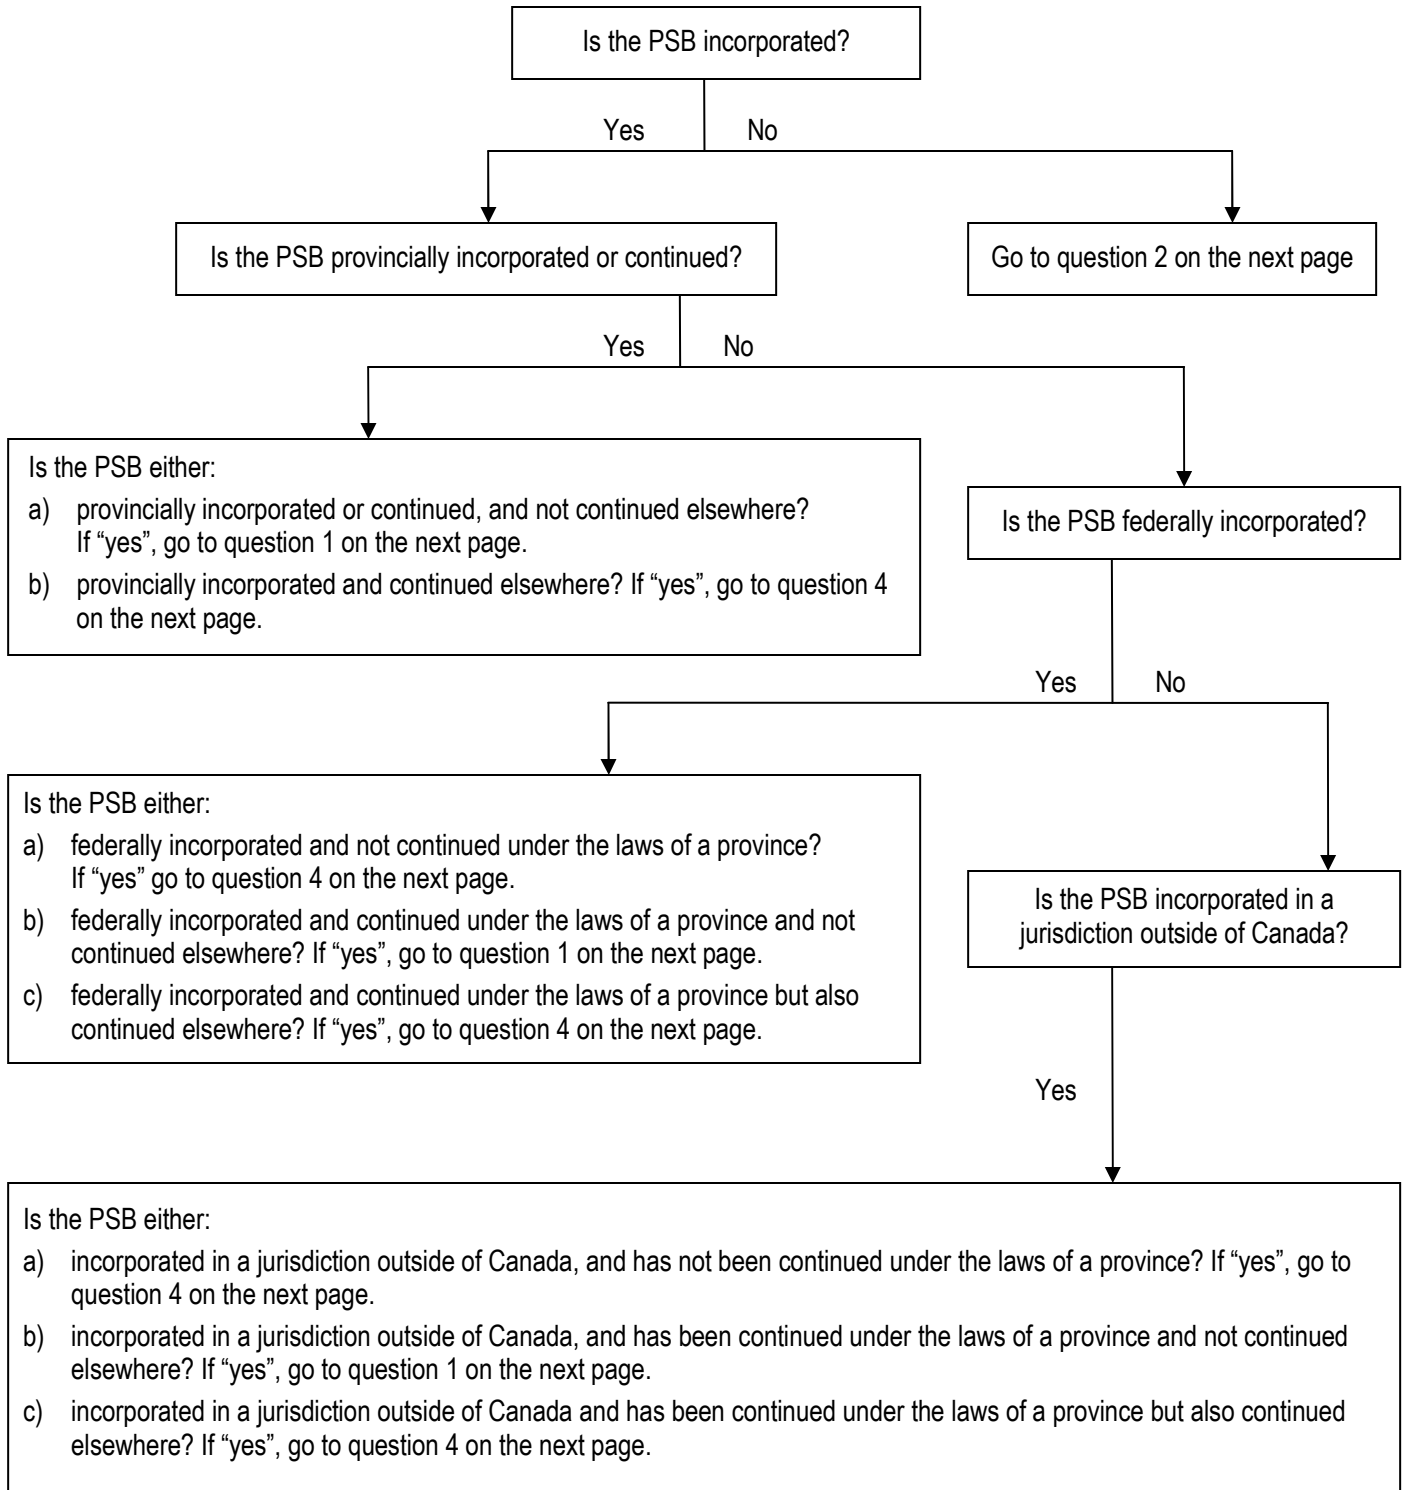 Is the PSB incorporated?
Yes No
Is the PSB provincially incorporated or continued?
Go to question 2 on the next page
Yes No
Is the PSB either:
a) provincially incorporated or continued, and not continued elsewhere?
If “yes”, go to question 1 on the next page.
b) provincially incorporated and continued elsewhere? If “yes”, go to question 4
on the next page.
Is the PSB federally incorporated?
Yes No
Is the PSB either:
a) federally incorporated and not continued under the laws of a province?
If “yes” go to question 4 on the next page.
b) federally incorporated and continued under the laws of a province and not
continued elsewhere? If “yes”, go to question 1 on the next page.
c) federally incorporated and continued under the laws of a province but also
continued elsewhere? If “yes”, go to question 4 on the next page.
Is the PSB incorporated in a
jurisdiction outside of Canada?
Yes
Is the PSB either:
a) incorporated in a jurisdiction outside of Canada, and has not been continued under the laws of a province? If “yes”, go to
question 4 on the next page.
b) incorporated in a jurisdiction outside of Canada, and has been continued under the laws of a province and not continued
elsewhere? If “yes”, go to question 1 on the next page.
c) incorporated in a jurisdiction outside of Canada and has been continued under the laws of a province but also continued
elsewhere? If “yes”, go to question 4 on the next page.